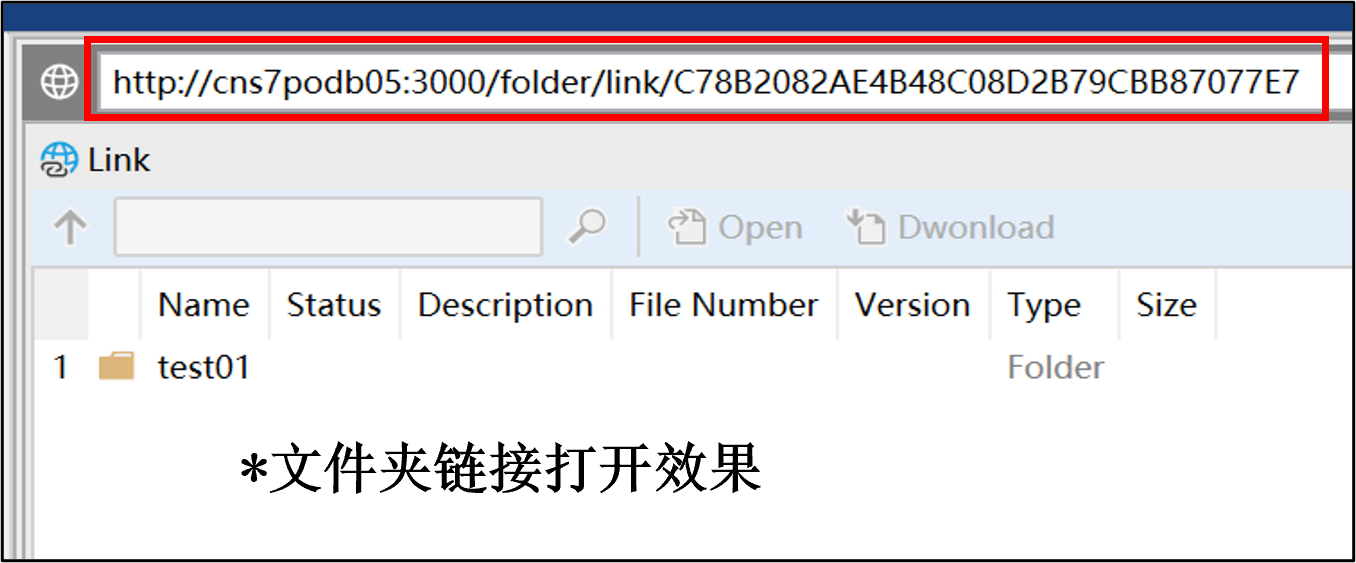 http://cns7podb05:3000/folder/link/C78B2082AE4B48C08D2B79CBB87077E7
Link
Open Dwonload
Name Status Description File Number Version Type Size
1 test01 Folder
*文件夹链接打开效果